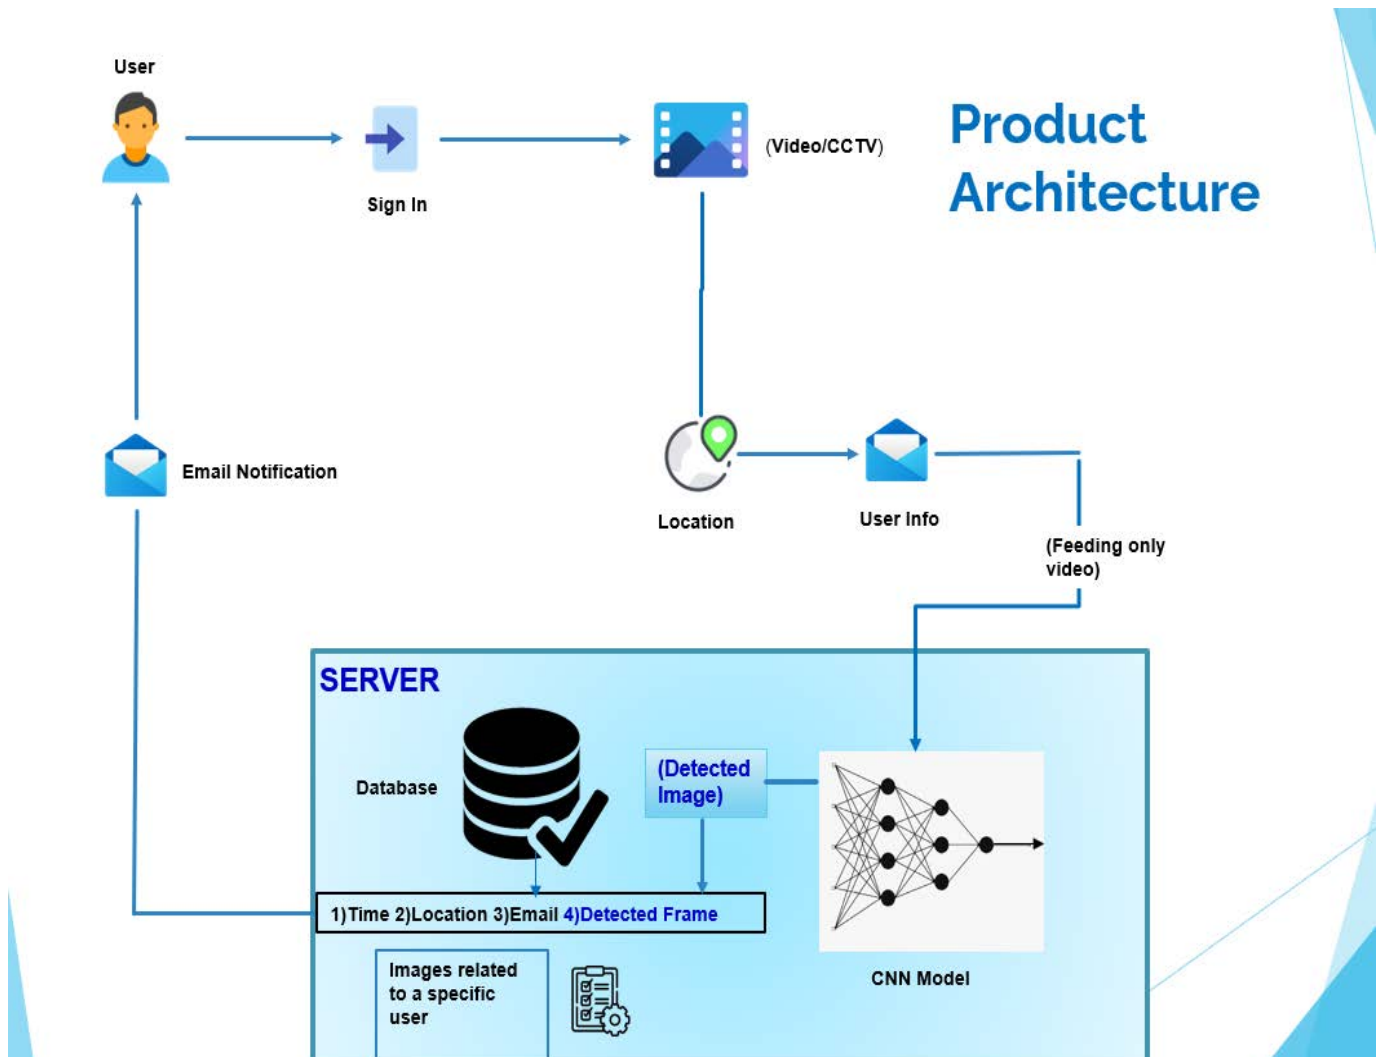 User
Product
Architecture
(Video/CCTV)
Sign In
Email Notification
Location
User Info
(Feeding only
video)
SERVER
Database
(Detected
Image)
1)Time 2)Location 3)Email 4)Detected Frame
CNN Model
Images related
to a specific
user